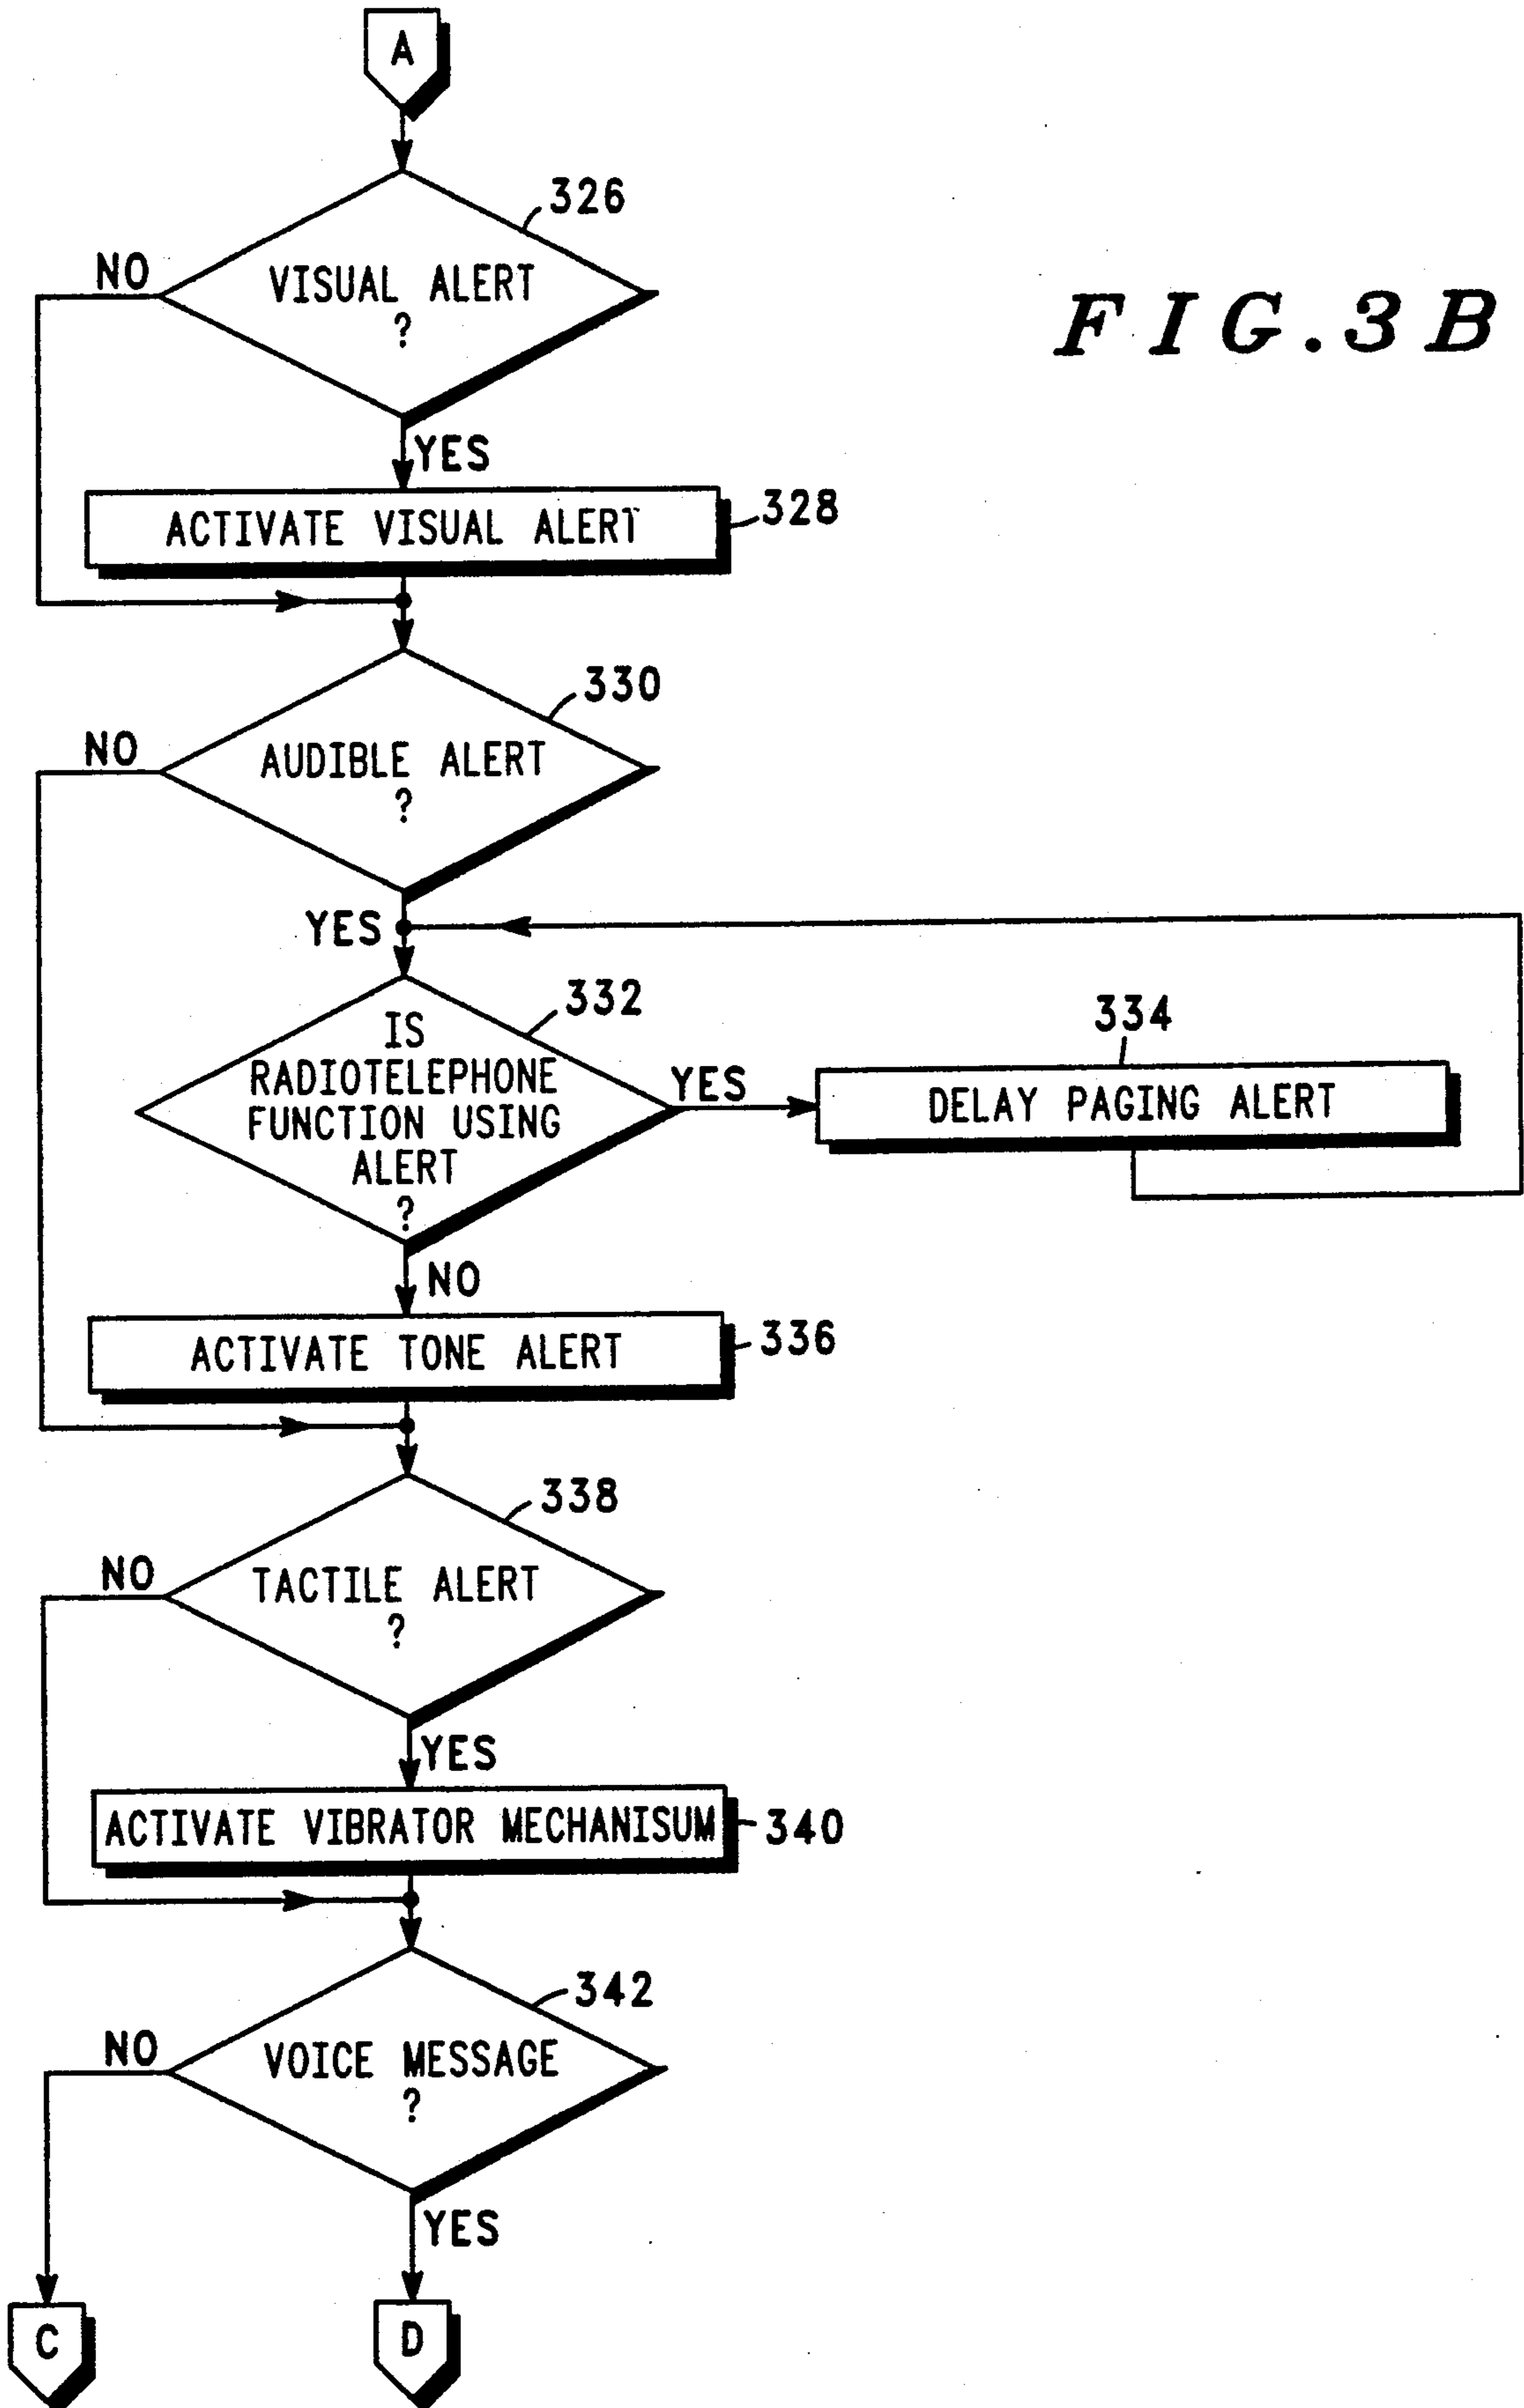 A
326
NO
VISUAL ALERT
?
FIG.3B
YES
ACTIVATE VISUAL ALERT
328
330
NO
AUDIBLE ALERT
?
YES
332
IS
RADIOTELEPHONE
FUNCTION USING
ALERT
?
YES
334
DELAY PAGING ALERT
NO
ACTIVATE TONE ALERT
336
338
NO
TACTILE ALERT
?
YES
ACTIVATE VIBRATOR MECHANISUM
340
342
NO
VOICE MESSAGE
?
YES
C
D